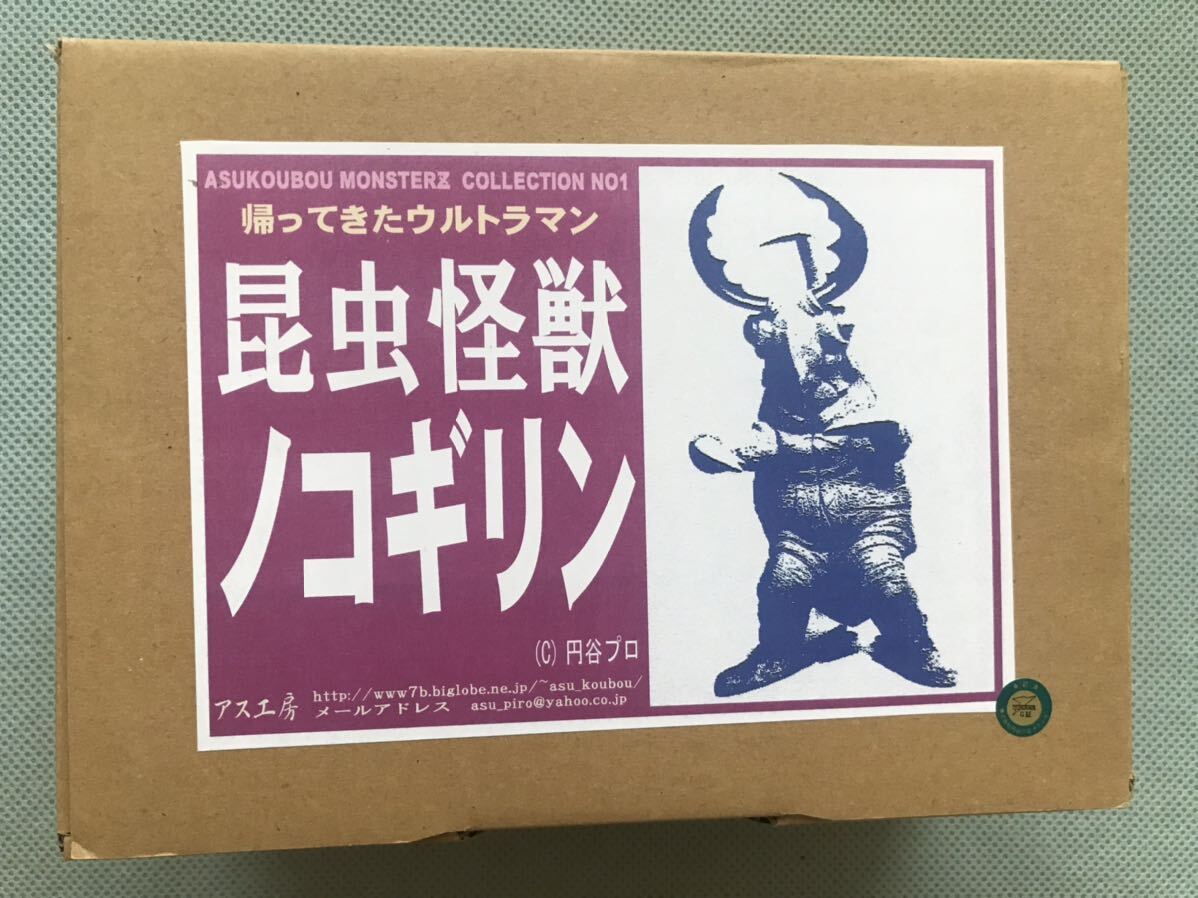 ASUKOUBOU MONSTERZ COLLECTION NO1
帰ってきたウルトラマン
昆虫怪獣
ノコギリン
(C) 円谷プロ
アス工房
http://www7b.biglobe.ne.jp/~asu_koubou/
メールアドレス asu_piro@yahoo.co.jp